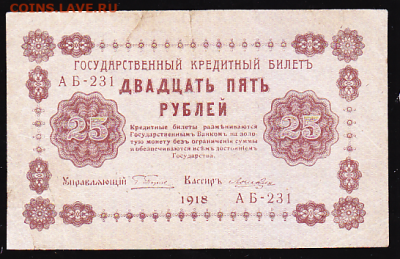 COINS.LAVE.RU
ГОСУДАРСТВЕННЫЙ КРЕДИТНЫЙ БИЛЕТЪ
АБ-231
ДВАДЦАТЬ ПЯТЬ
РУБЛЕЙ
25 25
Кредитные билеты размѣниваются
Государственнымъ Банкомъ на золо-
тую монету безъ ограниченія суммы
и обезпечиваются всѣмъ достояніемъ
Государства.
Управляющій Кассиръ
1918 АБ-231